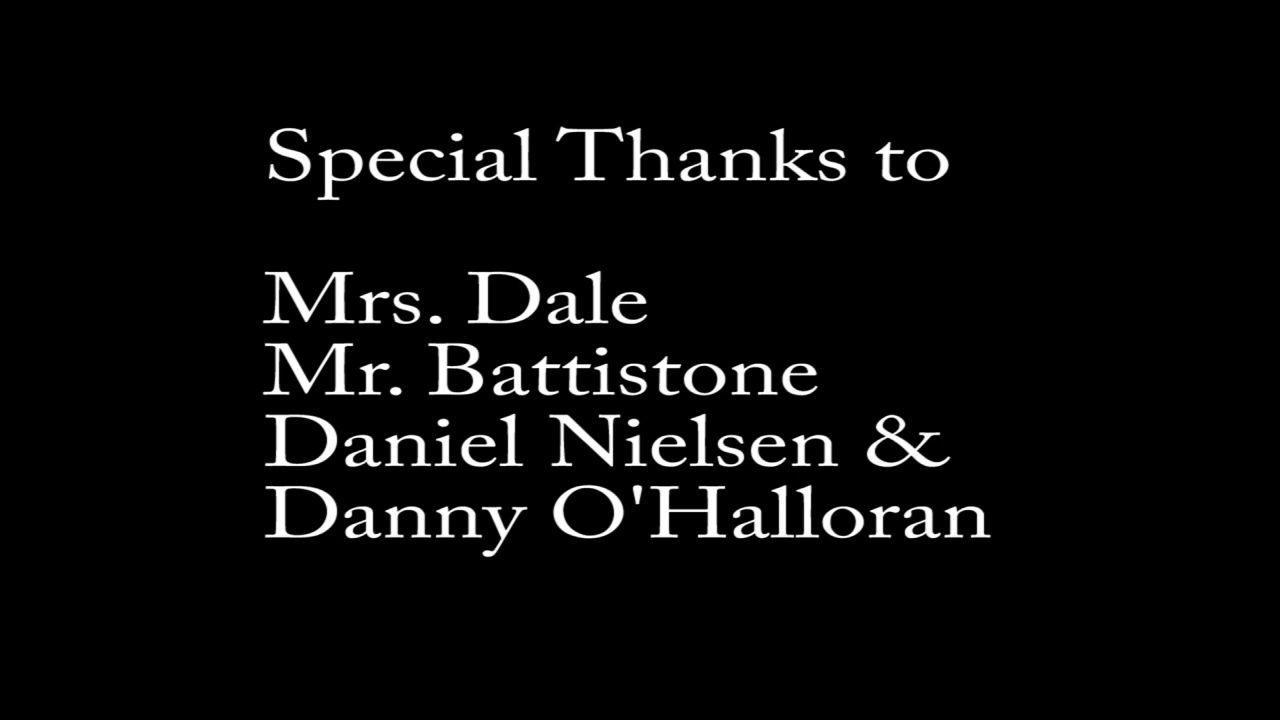 Special Thanks to
Mrs. Dale
Mr. Battistone
Daniel Nielsen &
Danny O'Halloran